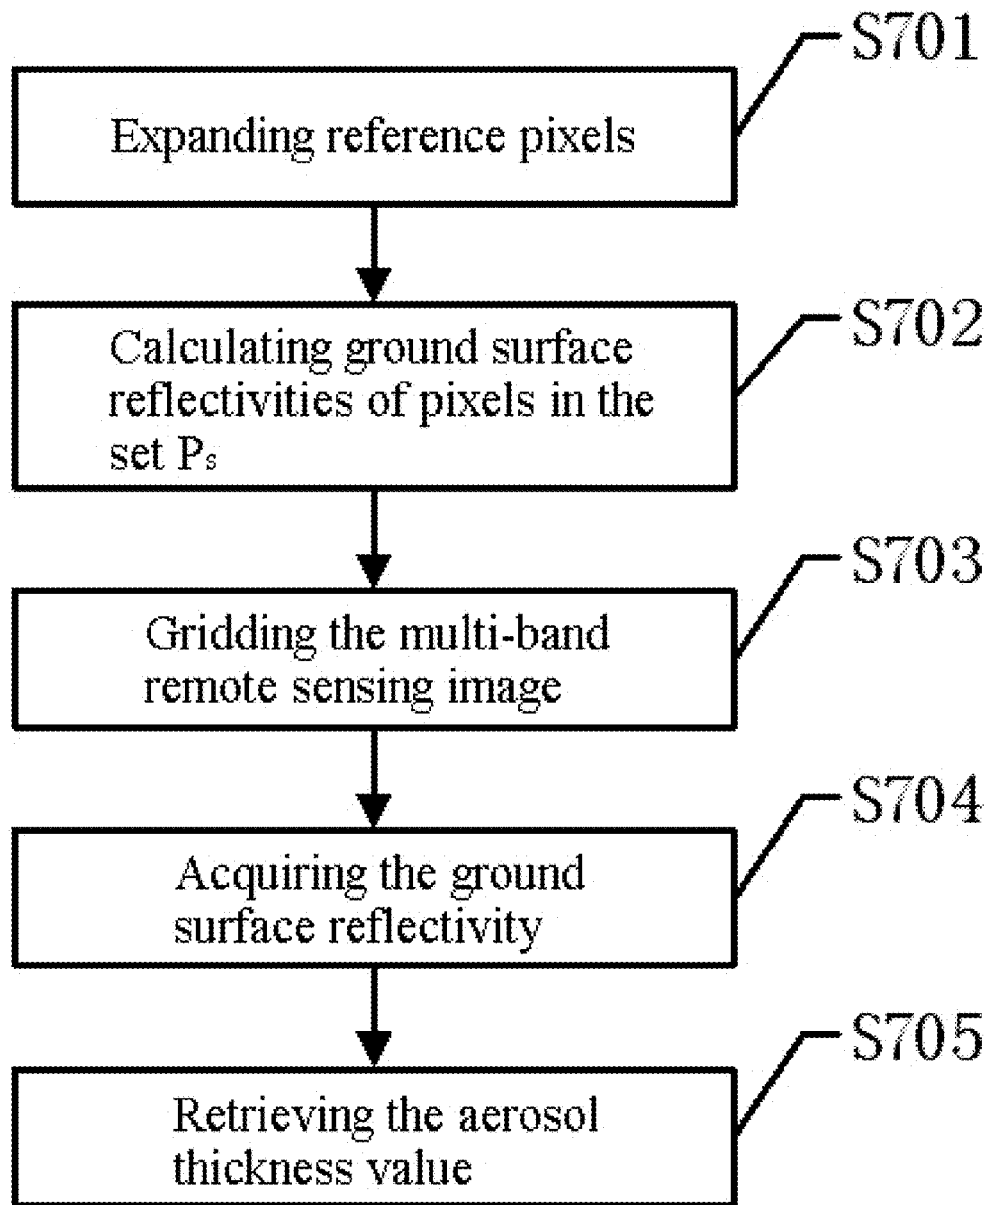 S701
Expanding reference pixels
S702
Calculating ground surface
reflectivities of pixels in the
set Ps
S703
Gridding the multi-band
remote sensing image
S704
Acquiring the ground
surface reflectivity
S705
Retrieving the aerosol
thickness value